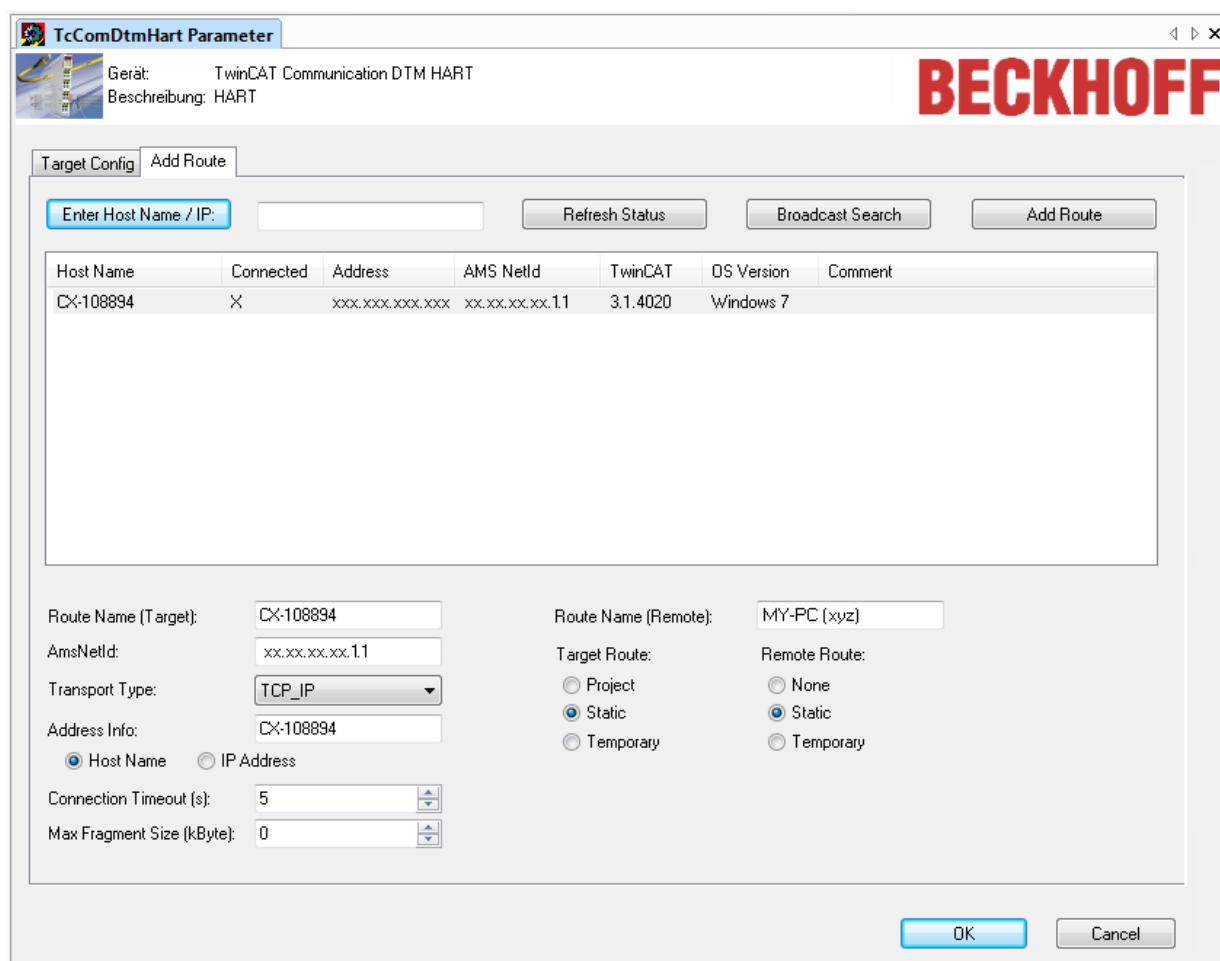 TcComDtmHart Parameter
Gerät: TwinCAT Communication DTM HART
Beschreibung: HART
BECKHOFF
Target Config Add Route
Enter Host Name / IP: Refresh Status Broadcast Search Add Route
Host Name Connected Address AMS NetId TwinCAT OS Version Comment
CX-108894 X xxx.xxx.xxx.xxx xx.xx.xx.xx.1.1 3.1.4020 Windows 7
Route Name (Target): CX-108894 Route Name (Remote): MY-PC (xyz)
AmsNetId: xx.xx.xx.xx.1.1 Target Route: Remote Route:
Transport Type: TCP_IP Project None
Address Info: CX-108894 Static Static
Host Name IP Address Temporary Temporary
Connection Timeout (s): 5
Max Fragment Size (kByte): 0
OK Cancel